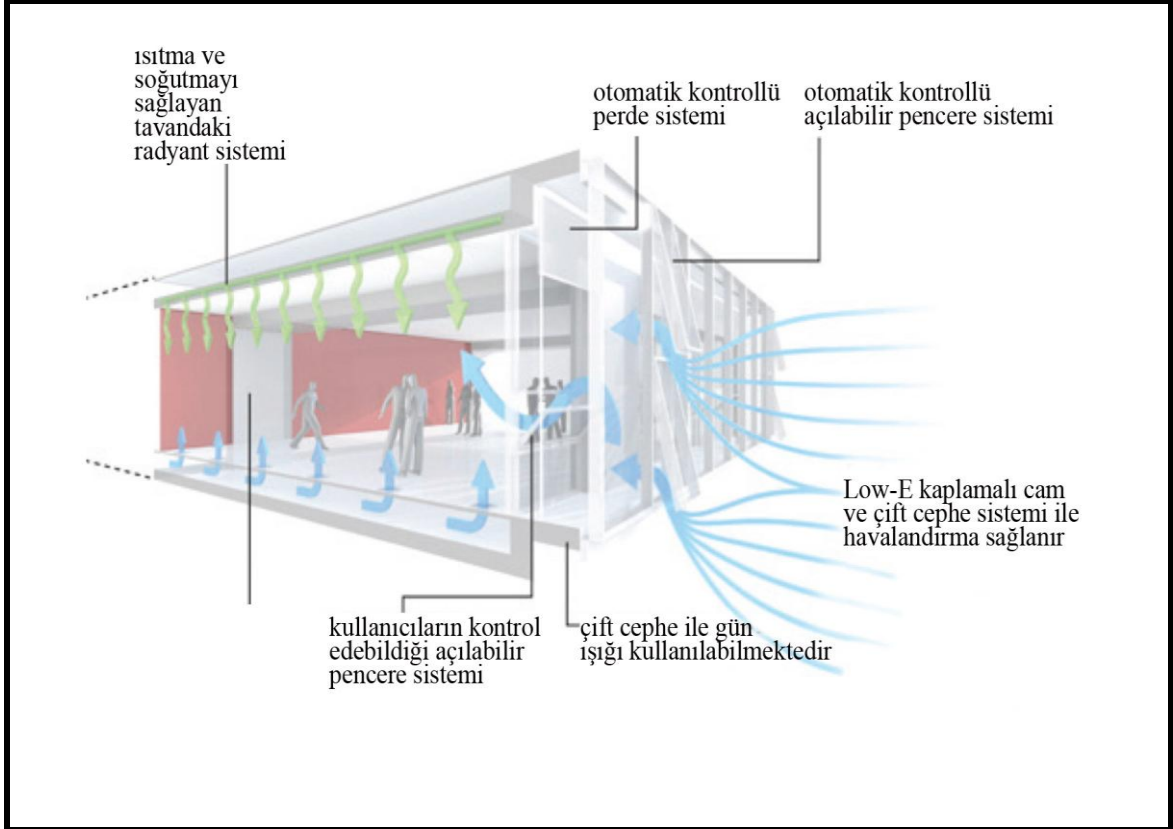 ısıtma ve
soğutmayı
sağlayan
tavandaki
radyant sistemi
otomatik kontrollü
perde sistemi
otomatik kontrollü
açılabilir pencere sistemi
Low-E kaplamalı cam
ve çift cephe sistemi ile
havalandırma sağlanır
kullanıcıların kontrol
edebildiği açılabilir
pencere sistemi
çift cephe ile gün
işığı kullanılabilmektedir